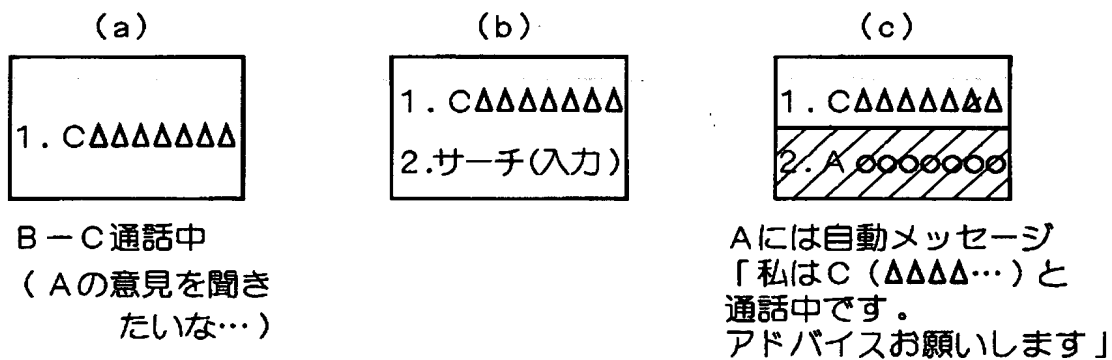 (a)
(b)
(c)
1. CΔΔΔΔΔΔΔ
1. CΔΔΔΔΔΔΔ
2.サーチ(入力)
1. CΔΔΔΔΔΔΔ
2. A ○○○○○○○
B－C通話中
(Aの意見を聞き
たいな…)
Aには自動メッセージ
「私はC(ΔΔΔΔ…)と
通話中です。
アドバイスお願いします」